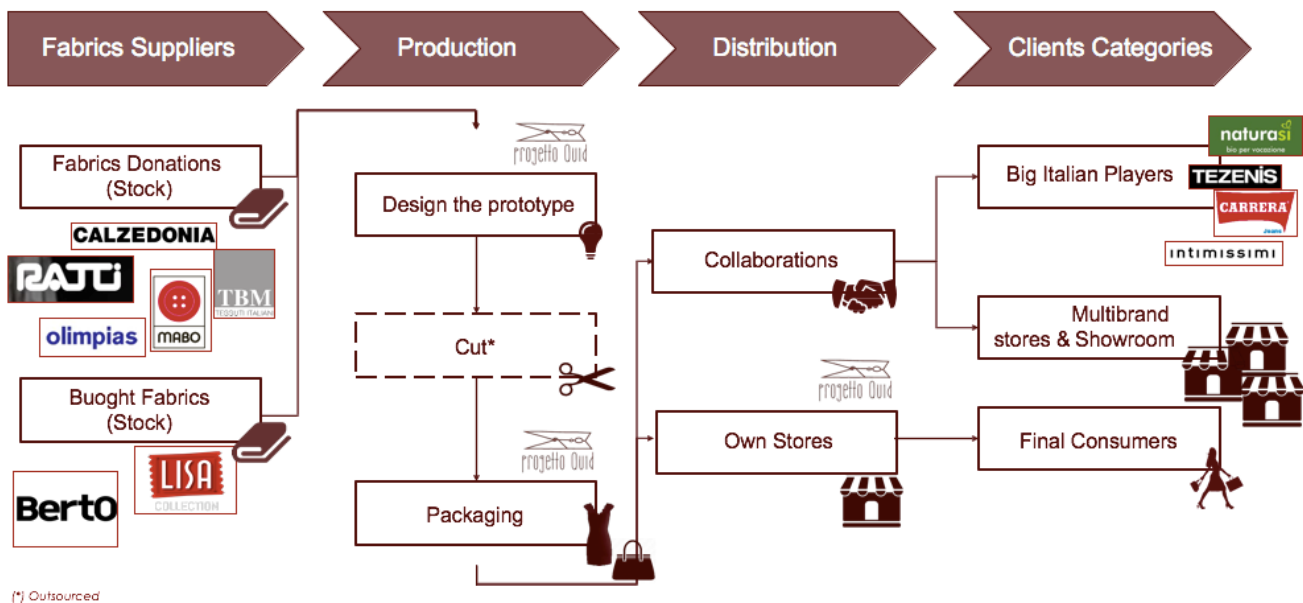 Fabrics Suppliers
Production
Distribution
Clients Categories
Fabrics Donations
(Stock)
CALZEDONIA
RATTI
MABO
TBM
TESSUTI ITALIANI
olimpias
Buoght Fabrics
(Stock)
BertO
LISA
COLLECTION
progetto Quid
Design the prototype
Cut*
progetto Quid
Packaging
Collaborations
progetto Quid
Own Stores
Big Italian Players
naturasì
bio per vocazione
TEZENIS
CARRERA
Jeans
intimissimi
Multibrand
stores & Showroom
Final Consumers
(*) Outsourced